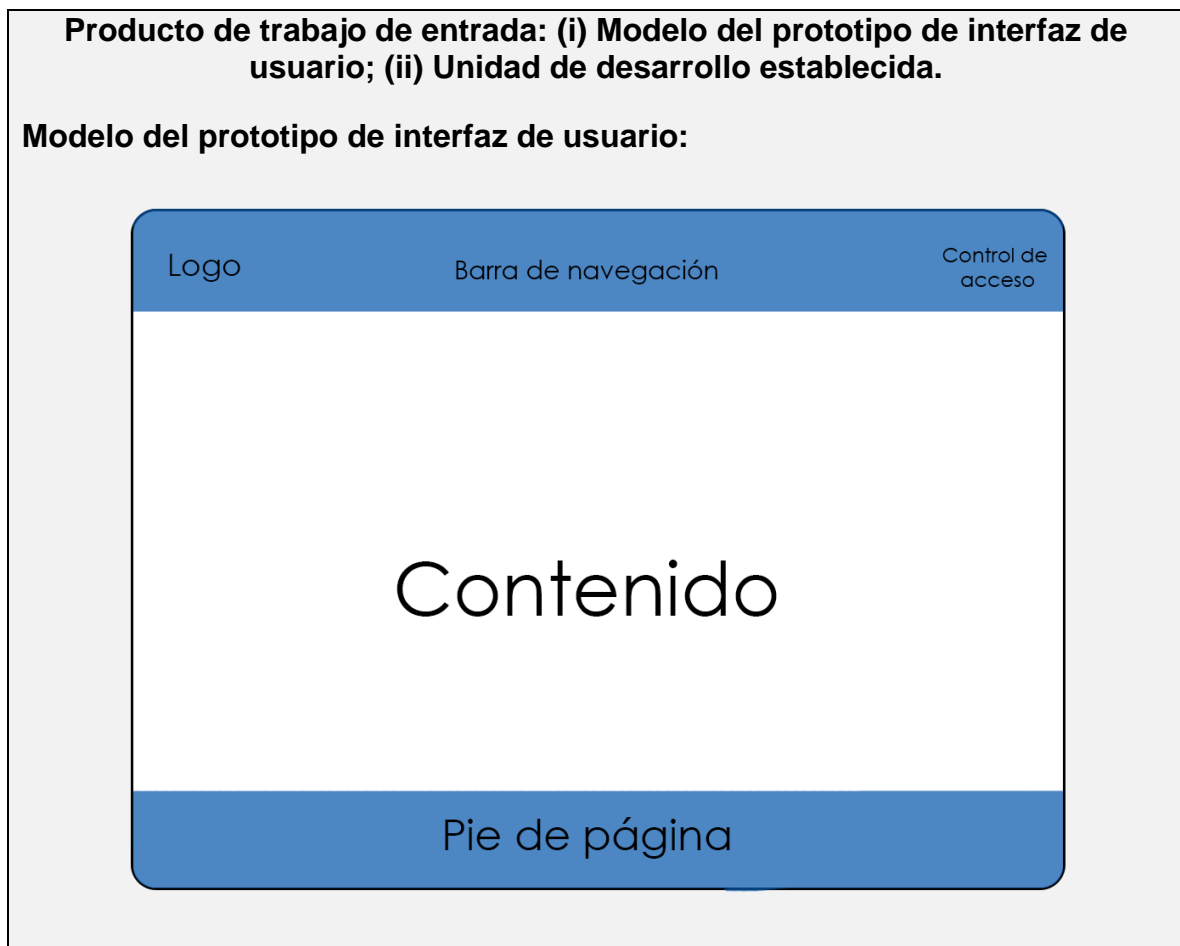 Producto de trabajo de entrada: (i) Modelo del prototipo de interfaz de
usuario; (ii) Unidad de desarrollo establecida.
Modelo del prototipo de interfaz de usuario:
Logo
Barra de navegación
Control de
acceso
Contenido
Pie de página